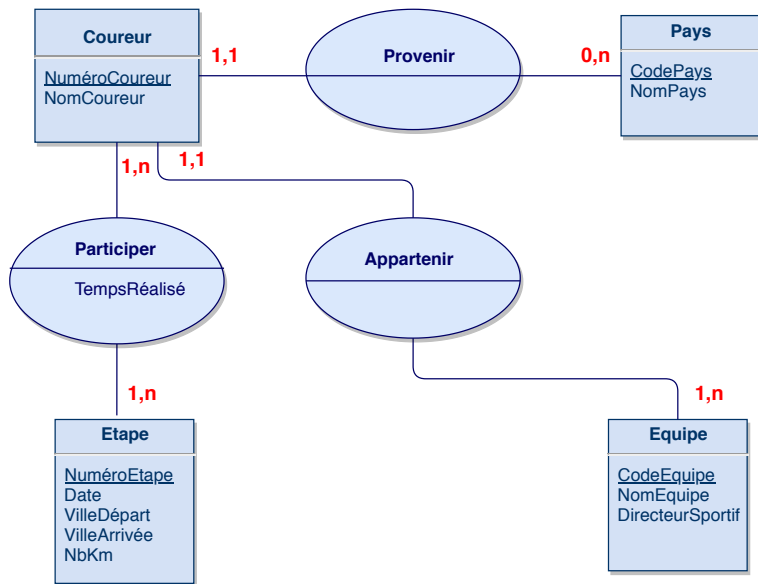 Coureur
NuméroCoureur
NomCoureur
1,1
Provenir
0,n
Pays
CodePays
NomPays
1,n
1,1
Participer
TempsRéalisé
Appartenir
1,n
1,n
Etape
NuméroEtape
Date
VilleDépart
VilleArrivée
NbKm
Equipe
CodeEquipe
NomEquipe
DirecteurSportif